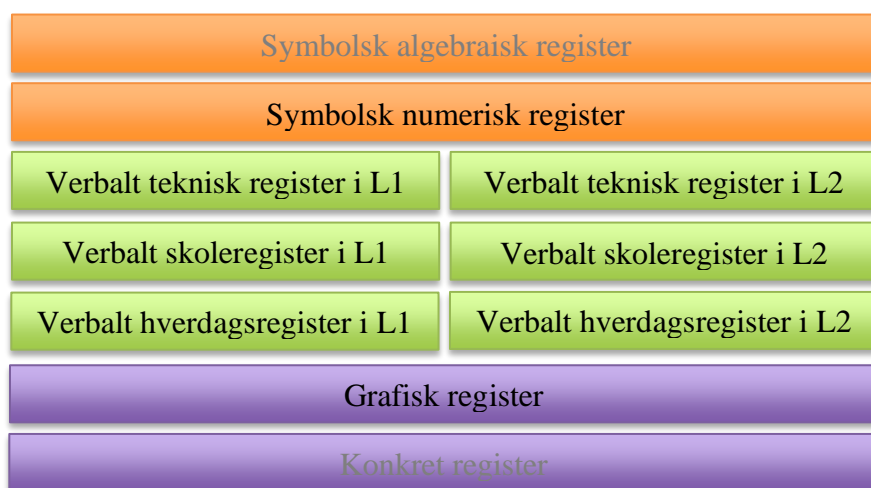 Symbolsk algebraisk register
Symbolsk numerisk register
Verbalt teknisk register i L1
Verbalt teknisk register i L2
Verbalt skoleregister i L1
Verbalt skoleregister i L2
Verbalt hverdagsregister i L1
Verbalt hverdagsregister i L2
Grafisk register
Konkret register